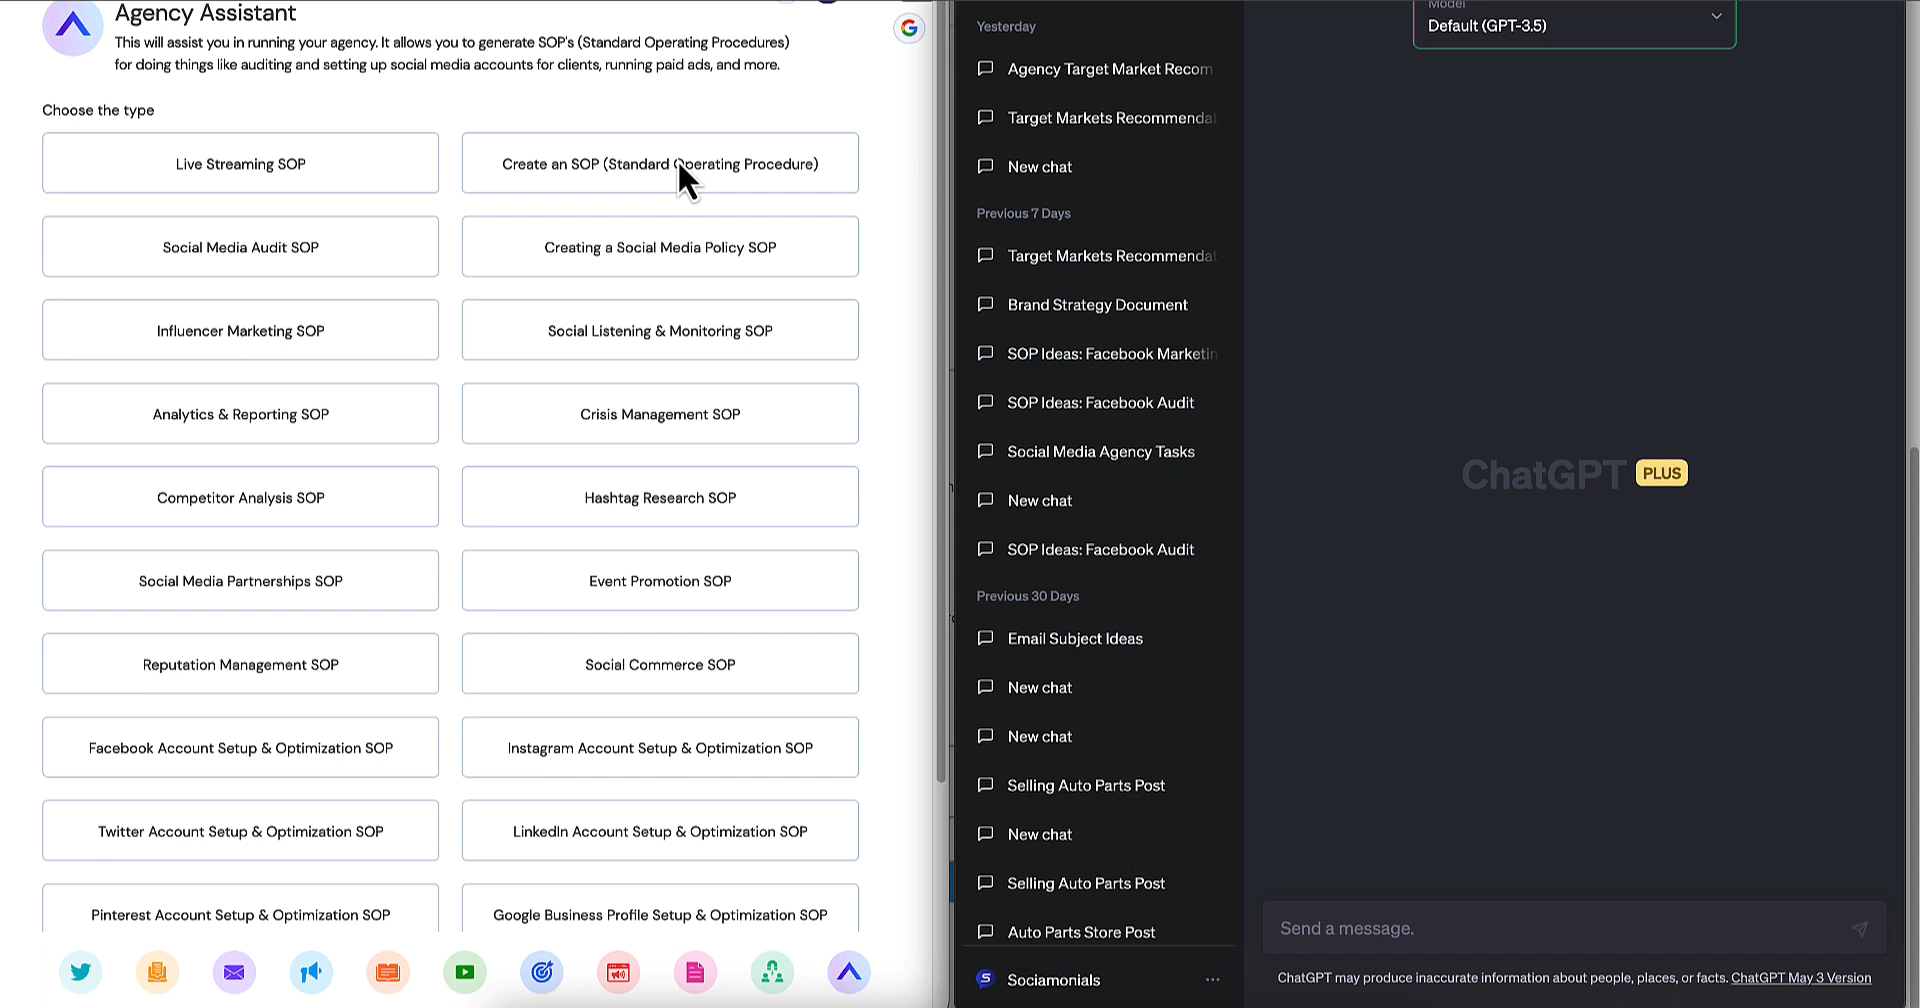 Agency Assistant
This will assist you in running your agency. It allows you to generate SOP's (Standard Operating Procedures)
for doing things like auditing and setting up social media accounts for clients, running paid ads, and more.
Choose the type
Live Streaming SOP
Create an SOP (Standard Operating Procedure)
Social Media Audit SOP
Creating a Social Media Policy SOP
Influencer Marketing SOP
Social Listening & Monitoring SOP
Analytics & Reporting SOP
Crisis Management SOP
Competitor Analysis SOP
Hashtag Research SOP
Social Media Partnerships SOP
Event Promotion SOP
Reputation Management SOP
Social Commerce SOP
Facebook Account Setup & Optimization SOP
Instagram Account Setup & Optimization SOP
Twitter Account Setup & Optimization SOP
LinkedIn Account Setup & Optimization SOP
Pinterest Account Setup & Optimization SOP
Google Business Profile Setup & Optimization SOP
Yesterday
Agency Target Market Recom
Target Markets Recommendat
New chat
Previous 7 Days
Target Markets Recommendat
Brand Strategy Document
SOP Ideas: Facebook Marketin
SOP Ideas: Facebook Audit
Social Media Agency Tasks
New chat
SOP Ideas: Facebook Audit
Previous 30 Days
Email Subject Ideas
New chat
New chat
Selling Auto Parts Post
New chat
Selling Auto Parts Post
Auto Parts Store Post
Sociamonials
Model
Default (GPT-3.5)
ChatGPT PLUS
Send a message.
ChatGPT may produce inaccurate information about people, places, or facts. ChatGPT May 3 Version